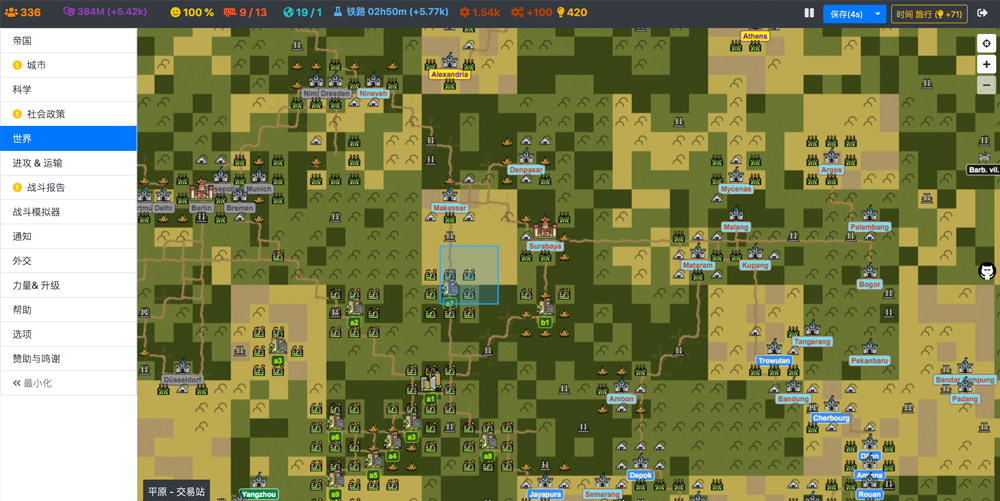 336
384M (+5.42k)
100 %
9 / 13
19 / 1
铁路 02h50m (+5.77k)
1.54k
+100
420
保存(4s)
时间 旅行 ( +71)
帝国
城市
科学
社会政策
世界
进攻 & 运输
战斗报告
战斗模拟器
通知
外交
力量& 升级
帮助
选项
赞助与鸣谢
最小化
Athens
Alexandria
Dresden
Nineveh
Denpasar
Argos
Barb. vil.
Mycenae
Munich
Delhi
Berlin
Bremen
Makassar
Palembang
Malang
Surabaya
Mataram
Kupang
Bogor
a7
a2
b1
Tangerang
a3
Trowulan
Pekanbaru
Düsseldorf
Padang
a1
Ambon
Bandung
Cherbourg
a6
a3
a4
a8
a5
Depok
Yangzhou
a9
Jayapura
Semarang
Rouen
平原 - 交易站